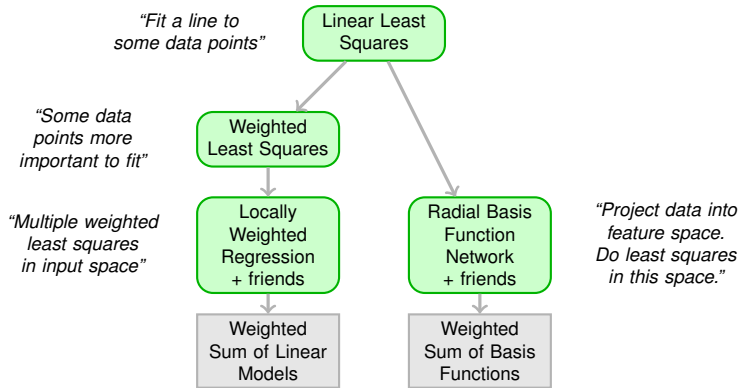 “Fit a line to
some data points”
Linear Least
Squares
“Some data
points more
important to fit”
Weighted
Least Squares
“Multiple weighted
least squares
in input space”
Locally
Weighted
Regression
+ friends
Radial Basis
Function
Network
+ friends
“Project data into
feature space.
Do least squares
in this space.”
Weighted
Sum of Linear
Models
Weighted
Sum of Basis
Functions